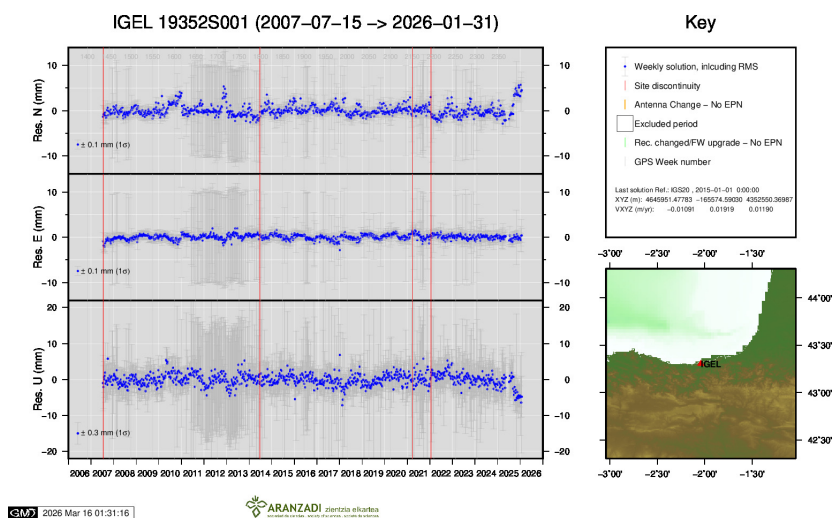 IGEL 19352S001 (2007−07−15 −> 2026−01−31)
Key
Res. N (mm)
10
0
−10
± 0.1 mm (1σ)
10
0
−10
Res. E (mm)
10
0
−10
± 0.1 mm (1σ)
10
0
−10
Res. U (mm)
20
10
0
−10
−20
± 0.3 mm (1σ)
20
10
0
−10
−20
2006 2007 2008 2009 2010 2011 2012 2013 2014 2015 2016 2017 2018 2019 2020 2021 2022 2023 2024 2025 2026
Weekly solution, inlcuding RMS
Site discontinuity
Antenna Change − No EPN
Excluded period
Rec. changed/FW upgrade − No EPN
GPS Week number
Last solution Ref.: IGS20 , 2015−01−01 0:00:00
XYZ (m): 4645951.47783 −165574.59030 4352550.36987
VXYZ (m/yr): −0.01091 0.01919 0.01190
−3°00' −2°30' −2°00' −1°30' −1°00'
44°00'
43°30'
43°00'
42°30'
IGEL
−3°00' −2°30' −2°00' −1°30' −1°00'
GMD 2026 Mar 16 01:31:16
ARANZADI zientzia elkartea